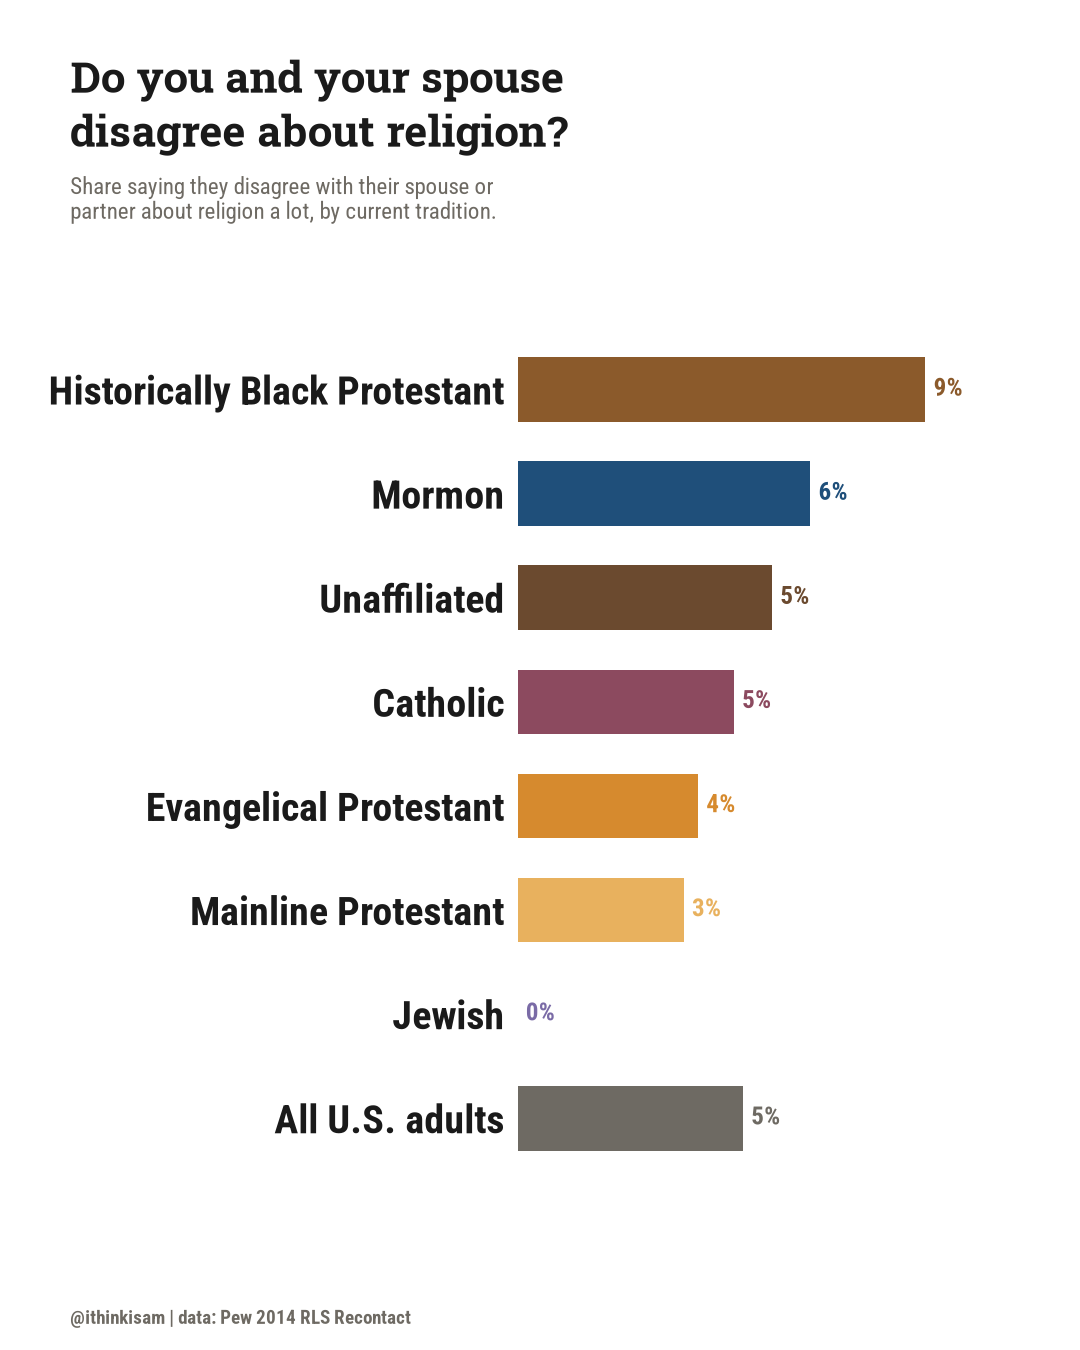 Do you and your spouse
disagree about religion?
Share saying they disagree with their spouse or
partner about religion a lot, by current tradition.
Historically Black Protestant 9%
Mormon 6%
Unaffiliated 5%
Catholic 5%
Evangelical Protestant 4%
Mainline Protestant 3%
Jewish 0%
All U.S. adults 5%
@ithinkisam | data: Pew 2014 RLS Recontact